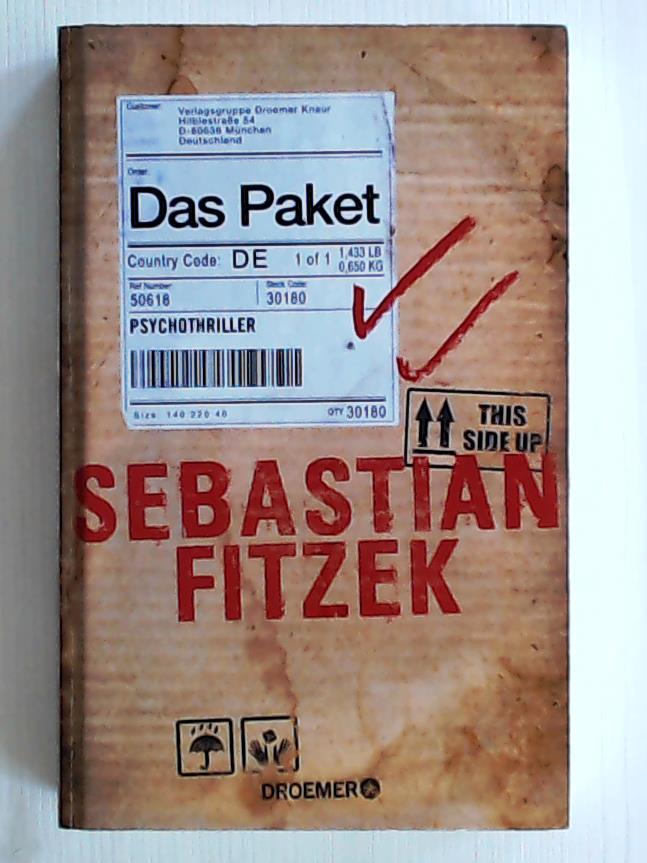 Customer:
Verlagsgruppe Droemer Knaur
Hilblestraße 54
D-80636 München
Deutschland
Order:
Das Paket
Country Code: DE 1 of 1 1,433 LB
0,650 KG
Ref Number: Stock Code:
50618 30180
PSYCHOTHRILLER
Size: 140 220 46 QTY 30180
THIS
SIDE UP
SEBASTIAN
FITZEK
DROEMER